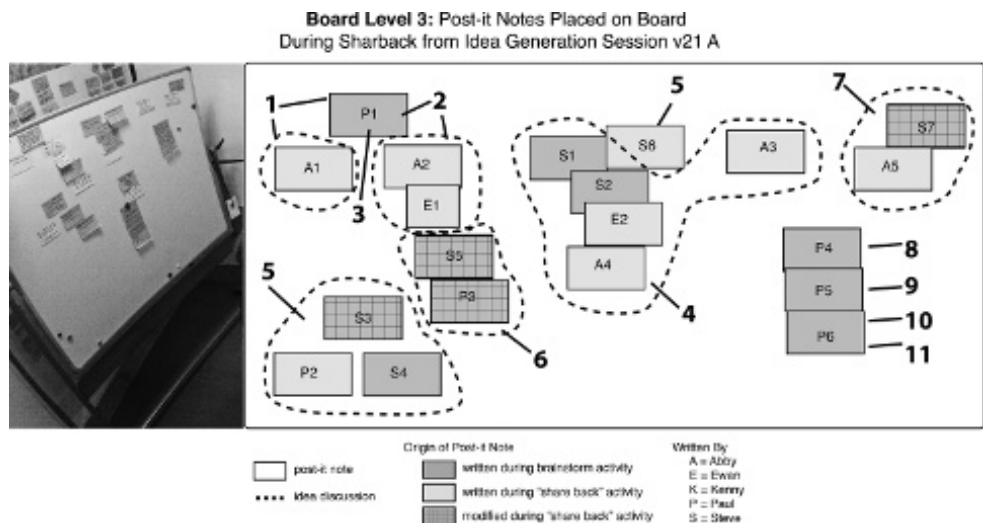 Board Level 3: Post-it Notes Placed on Board
During Sharback from Idea Generation Session v21 A
1
P1
2
5
7
S7
A1
A2
3
E1
S1
S6
A3
A5
S2
E2
A4
S5
P3
4
P4
8
P5
9
P6
10
11
5
S3
6
P2
S4
post-it note
idea discussion
Origin of Post-it Note
written during brainstorm activity
written during "share back" activity
modified during "share back" activity
Written By
A = Abby
E = Ewan
K = Kenny
P = Paul
S = Steve